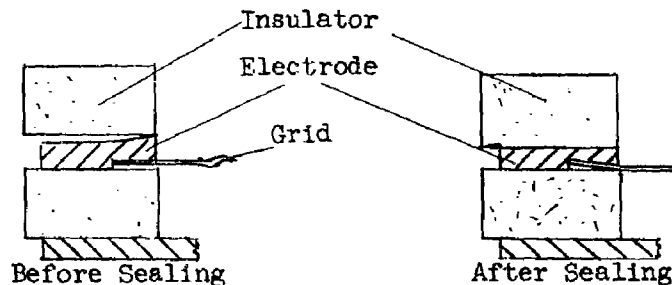 Insulator
Electrode
Grid
Before Sealing
After Sealing